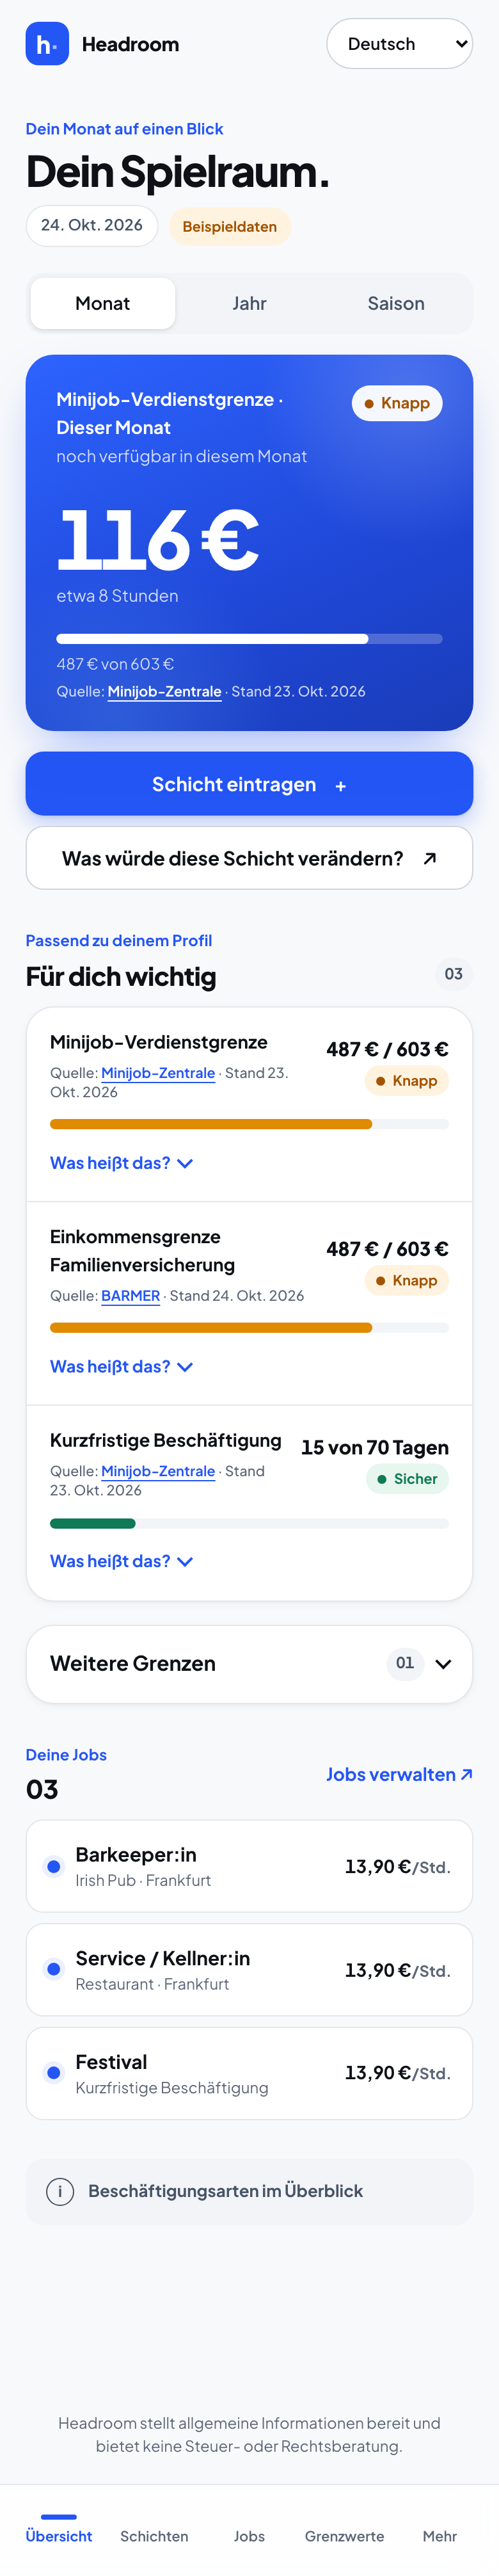 h.
Headroom
Deutsch
Dein Monat auf einen Blick
Dein Spielraum.
24. Okt. 2026
Beispieldaten
Monat
Jahr
Saison
Minijob-Verdienstgrenze ·
Dieser Monat
Knapp
noch verfügbar in diesem Monat
116 €
etwa 8 Stunden
487 € von 603 €
Quelle: Minijob-Zentrale · Stand 23. Okt. 2026
Schicht eintragen +
Was würde diese Schicht verändern? ↗
Passend zu deinem Profil
Für dich wichtig
03
Minijob-Verdienstgrenze
487 € / 603 €
Quelle: Minijob-Zentrale · Stand 23.
Okt. 2026
Knapp
Was heißt das?
Einkommensgrenze
Familienversicherung
487 € / 603 €
Knapp
Quelle: BARMER · Stand 24. Okt. 2026
Was heißt das?
Kurzfristige Beschäftigung
15 von 70 Tagen
Quelle: Minijob-Zentrale · Stand
23. Okt. 2026
Sicher
Was heißt das?
Weitere Grenzen
01
Deine Jobs
03
Jobs verwalten ↗
Barkeeper:in
Irish Pub · Frankfurt
13,90 €/Std.
Service / Kellner:in
Restaurant · Frankfurt
13,90 €/Std.
Festival
Kurzfristige Beschäftigung
13,90 €/Std.
i
Beschäftigungsarten im Überblick
Headroom stellt allgemeine Informationen bereit und
bietet keine Steuer- oder Rechtsberatung.
Übersicht
Schichten
Jobs
Grenzwerte
Mehr